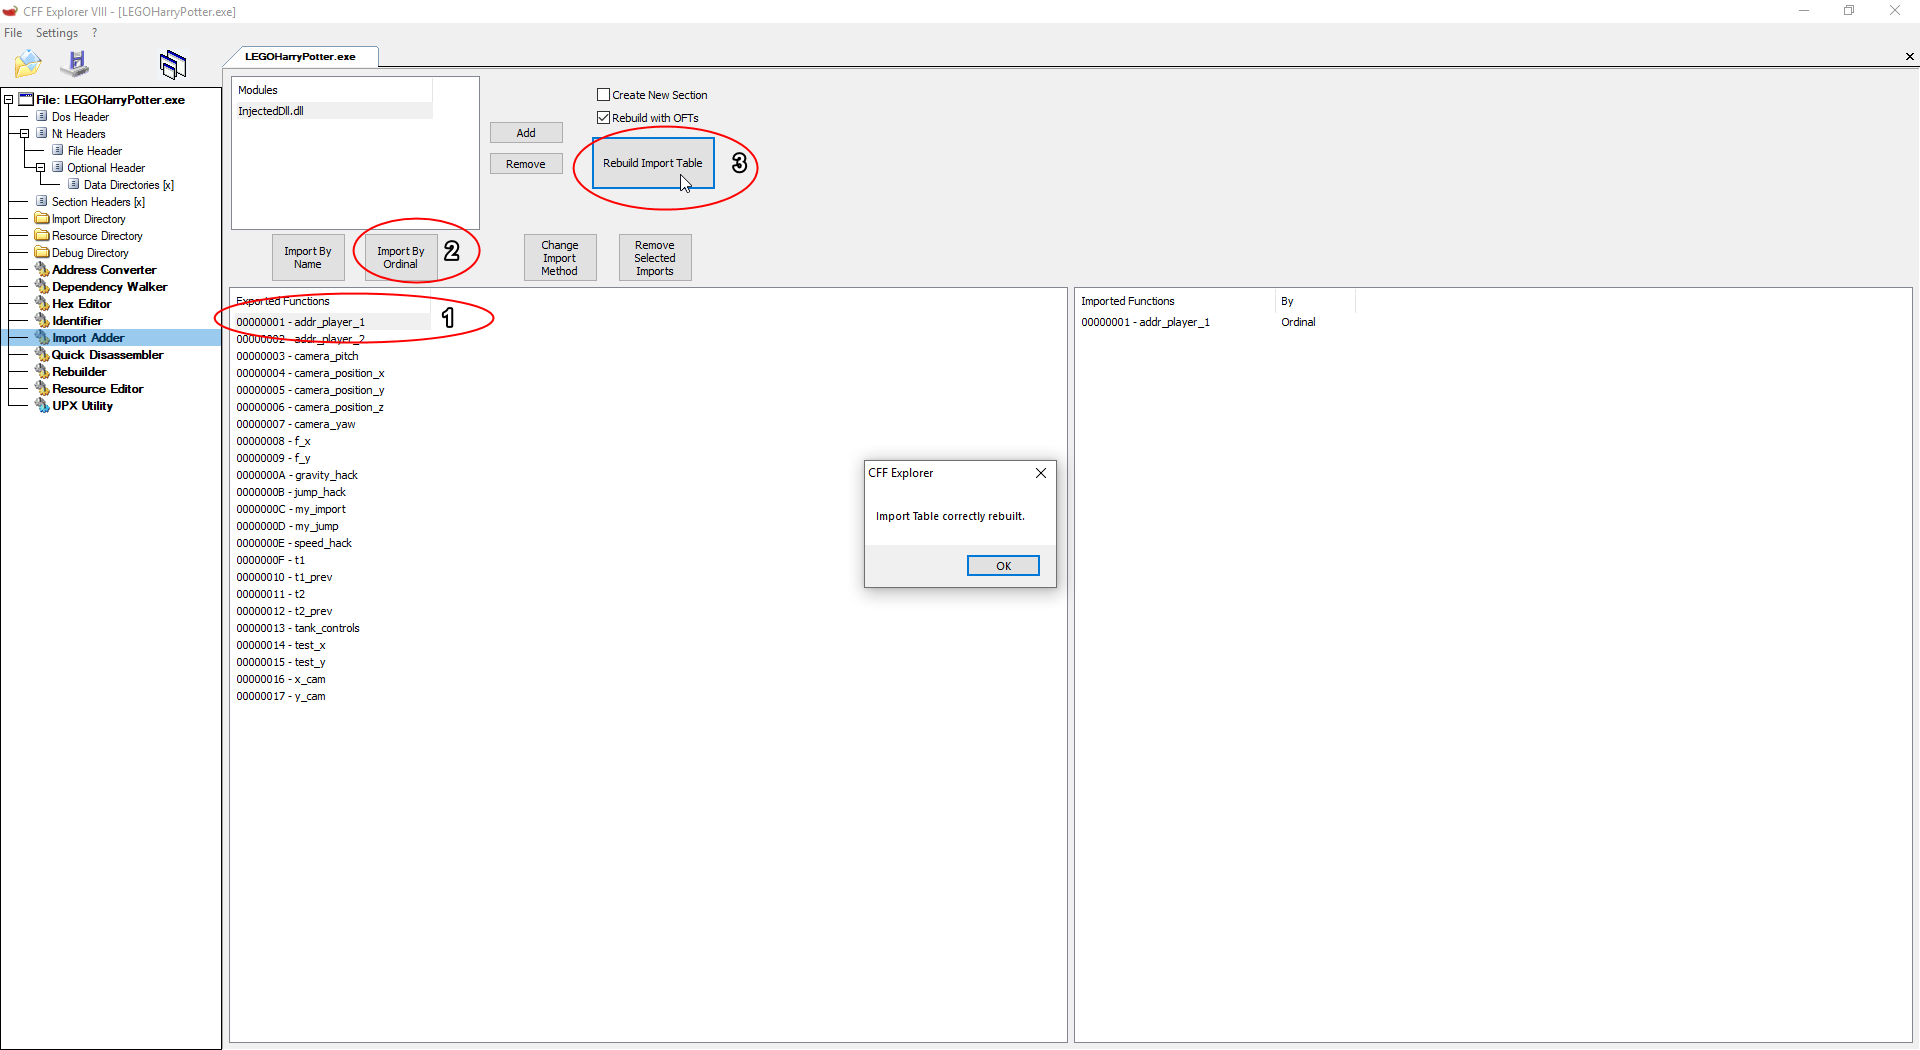 CFF Explorer VIII - [LEGOHarryPotter.exe]
File Settings ?
LEGOHarryPotter.exe
File: LEGOHarryPotter.exe
Dos Header
Nt Headers
File Header
Optional Header
Data Directories [x]
Section Headers [x]
Import Directory
Resource Directory
Debug Directory
Address Converter
Dependency Walker
Hex Editor
Identifier
Import Adder
Quick Disassembler
Rebuilder
Resource Editor
UPX Utility
Modules
InjectedDll.dll
Add
Remove
Create New Section
Rebuild with OFTs
Rebuild Import Table
3
Import By
Name
Import By
Ordinal
2
Change
Import
Method
Remove
Selected
Imports
Exported Functions
1
00000001 - addr_player_1
00000002 - addr_player_2
00000003 - camera_pitch
00000004 - camera_position_x
00000005 - camera_position_y
00000006 - camera_position_z
00000007 - camera_yaw
00000008 - f_x
00000009 - f_y
0000000A - gravity_hack
0000000B - jump_hack
0000000C - my_import
0000000D - my_jump
0000000E - speed_hack
0000000F - t1
00000010 - t1_prev
00000011 - t2
00000012 - t2_prev
00000013 - tank_controls
00000014 - test_x
00000015 - test_y
00000016 - x_cam
00000017 - y_cam
Imported Functions By
00000001 - addr_player_1 Ordinal
CFF Explorer
Import Table correctly rebuilt.
OK